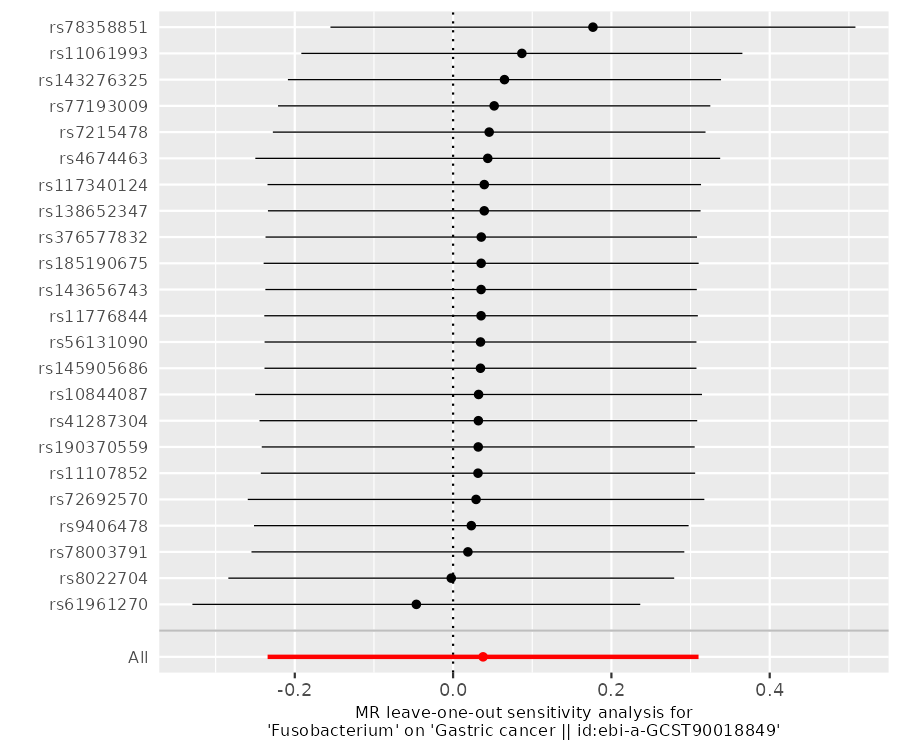 rs78358851
rs11061993
rs143276325
rs77193009
rs7215478
rs4674463
rs117340124
rs138652347
rs376577832
rs185190675
rs143656743
rs11776844
rs56131090
rs145905686
rs10844087
rs41287304
rs190370559
rs11107852
rs72692570
rs9406478
rs78003791
rs8022704
rs61961270
All
-0.2 0.0 0.2 0.4
MR leave-one-out sensitivity analysis for
'Fusobacterium' on 'Gastric cancer || id:ebi-a-GCST90018849'